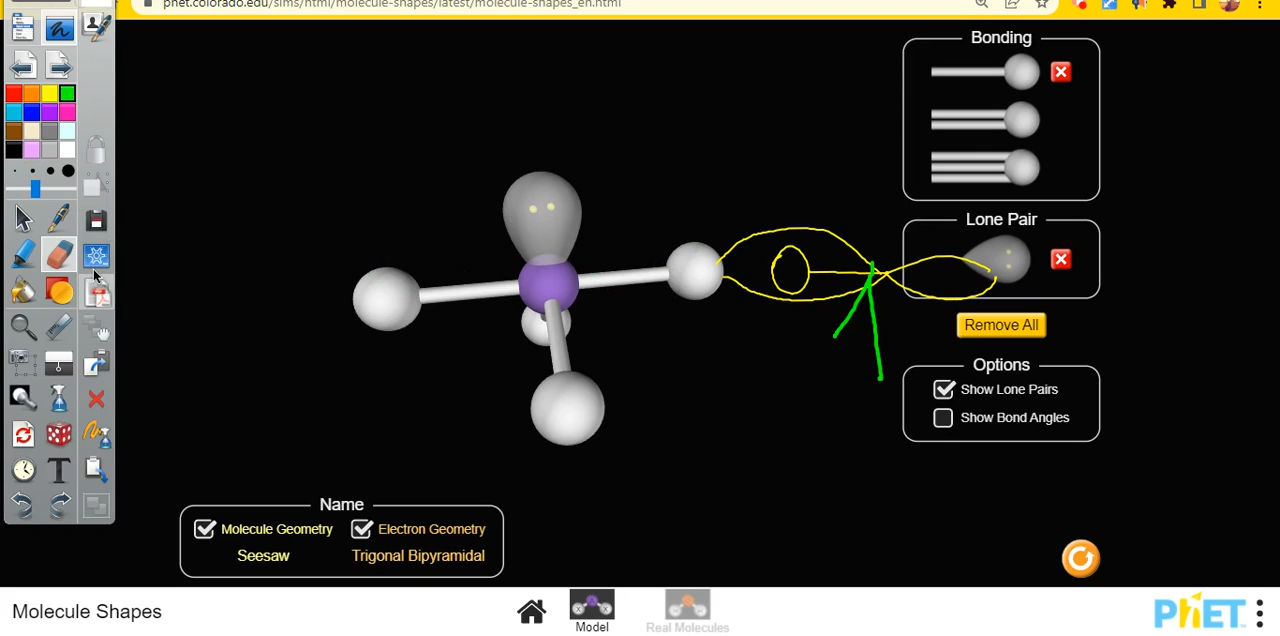 phet.colorado.edu/sims/html/molecule-shapes/latest/molecule-shapes_en.html
Bonding
Lone Pair
Remove All
Options
Show Lone Pairs
Show Bond Angles
Name
Molecule Geometry Electron Geometry
Seesaw Trigonal Bipyramidal
Molecule Shapes
Model
Real Molecules
PhET